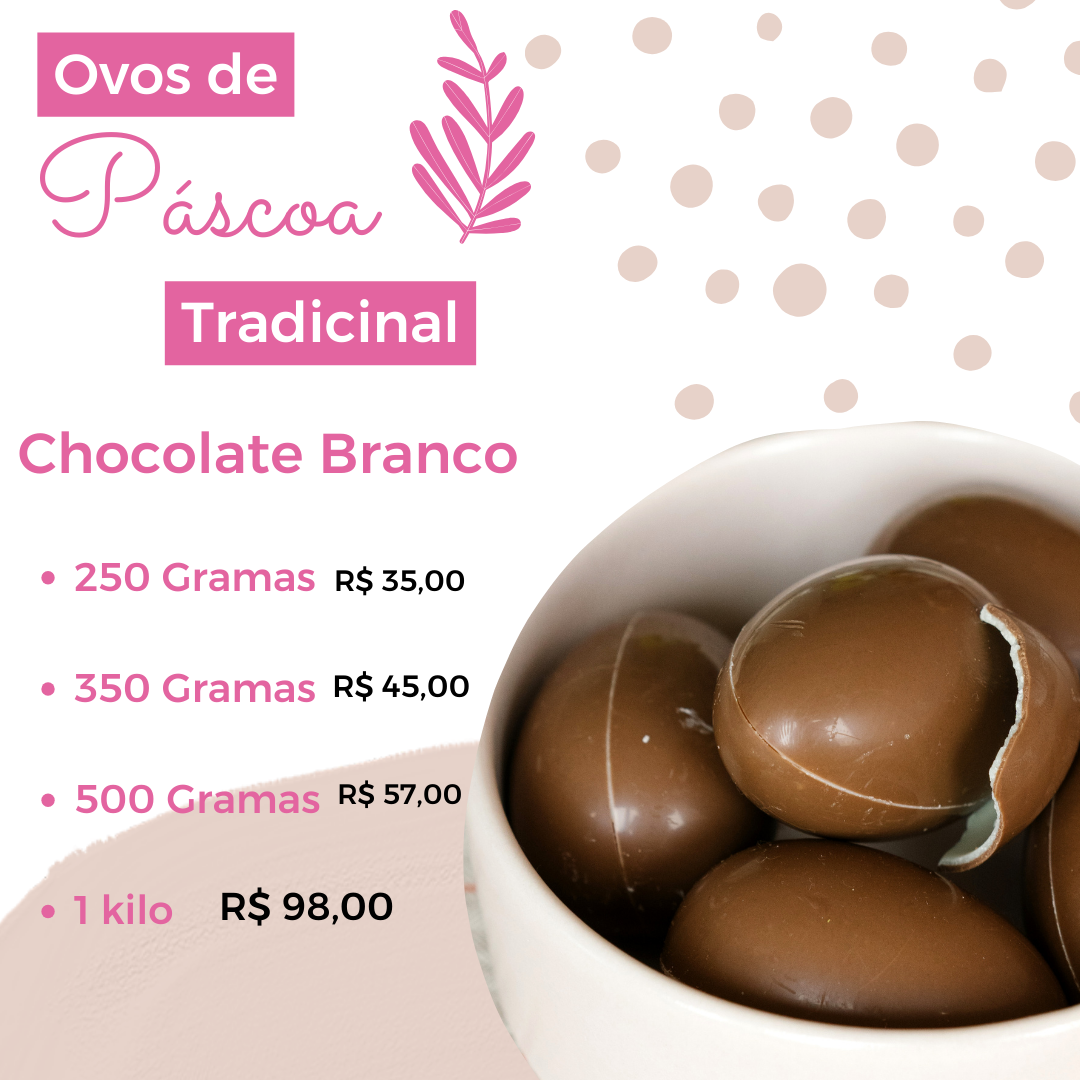 Ovos de
Páscoa
Tradicinal
Chocolate Branco
• 250 Gramas R$ 35,00
• 350 Gramas R$ 45,00
• 500 Gramas R$ 57,00
• 1 kilo R$ 98,00